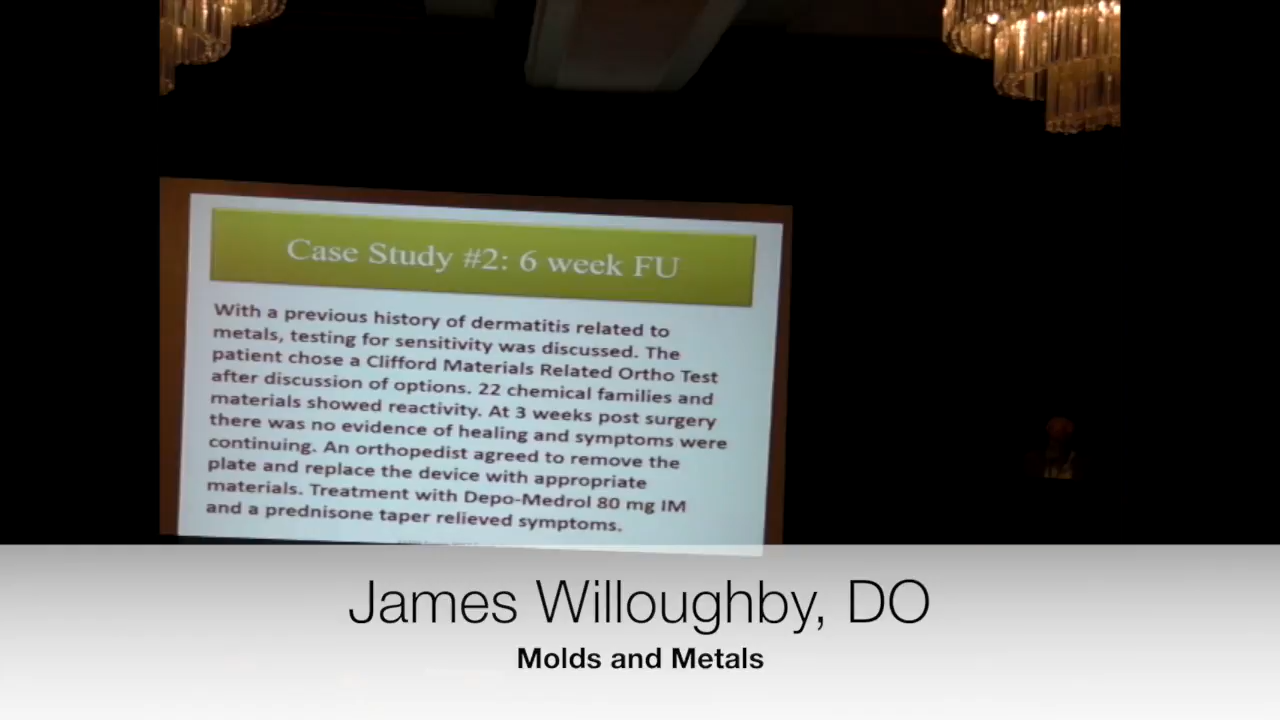 Case Study #2: 6 week FU
With a previous history of dermatitis related to
metals, testing for sensitivity was discussed. The
patient chose a Clifford Materials Related Ortho Test
after discussion of options. 22 chemical families and
materials showed reactivity. At 3 weeks post surgery
there was no evidence of healing and symptoms were
continuing. An orthopedist agreed to remove the
plate and replace the device with appropriate
materials. Treatment with Depo-Medrol 80 mg IM
and a prednisone taper relieved symptoms.
James Willoughby, DO
Molds and Metals